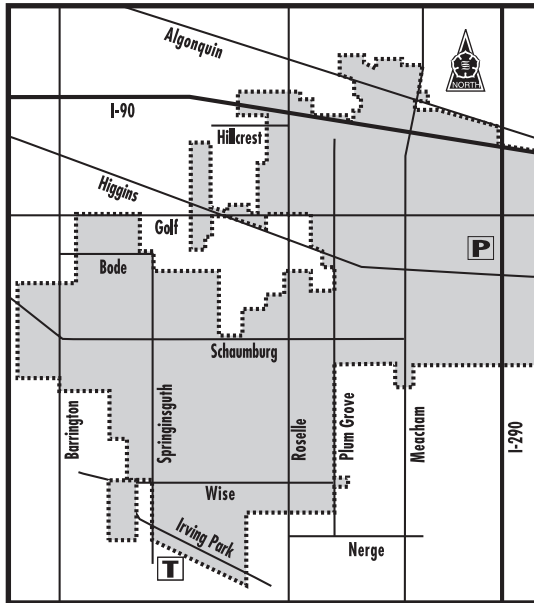 Algonquin
NORTH
I-90
Hillcrest
Higgins
Golf
P
Bode
Schaumburg
Barrington
Springinsguth
Roselle
Plum Grove
Meacham
I-290
Wise
Irving Park
Nerge
T